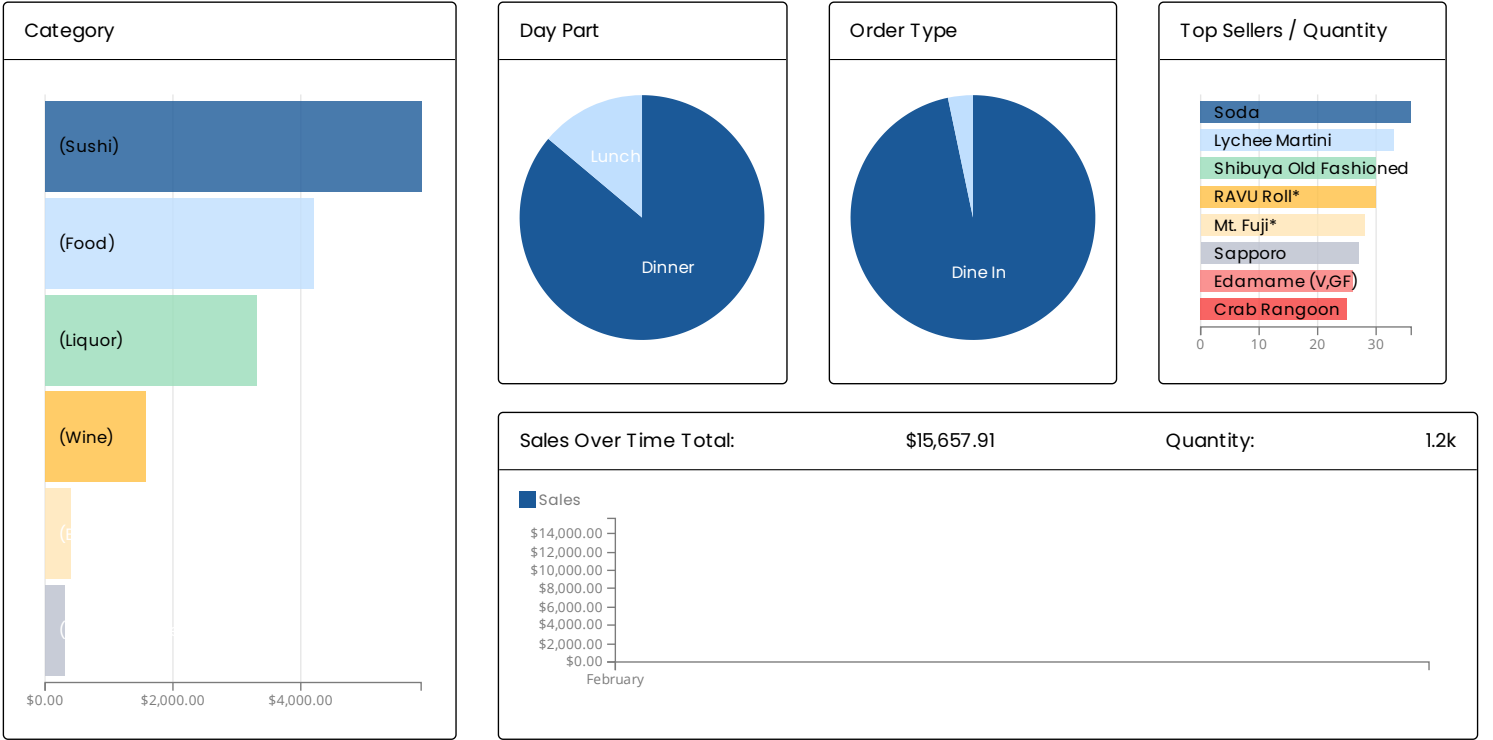 Category
(Sushi)
(Food)
(Liquor)
(Wine)
$0.00
$2,000.00
$4,000.00
Day Part
Lunch
Dinner
Order Type
Dine In
Top Sellers / Quantity
Soda
Lychee Martini
Shibuya Old Fashioned
RAVU Roll*
Mt. Fuji*
Sapporo
Edamame (V,GF)
Crab Rangoon
0 10 20 30
Sales Over Time Total: $15,657.91 Quantity: 1.2k
Sales
$14,000.00
$12,000.00
$10,000.00
$8,000.00
$6,000.00
$4,000.00
$2,000.00
$0.00
February